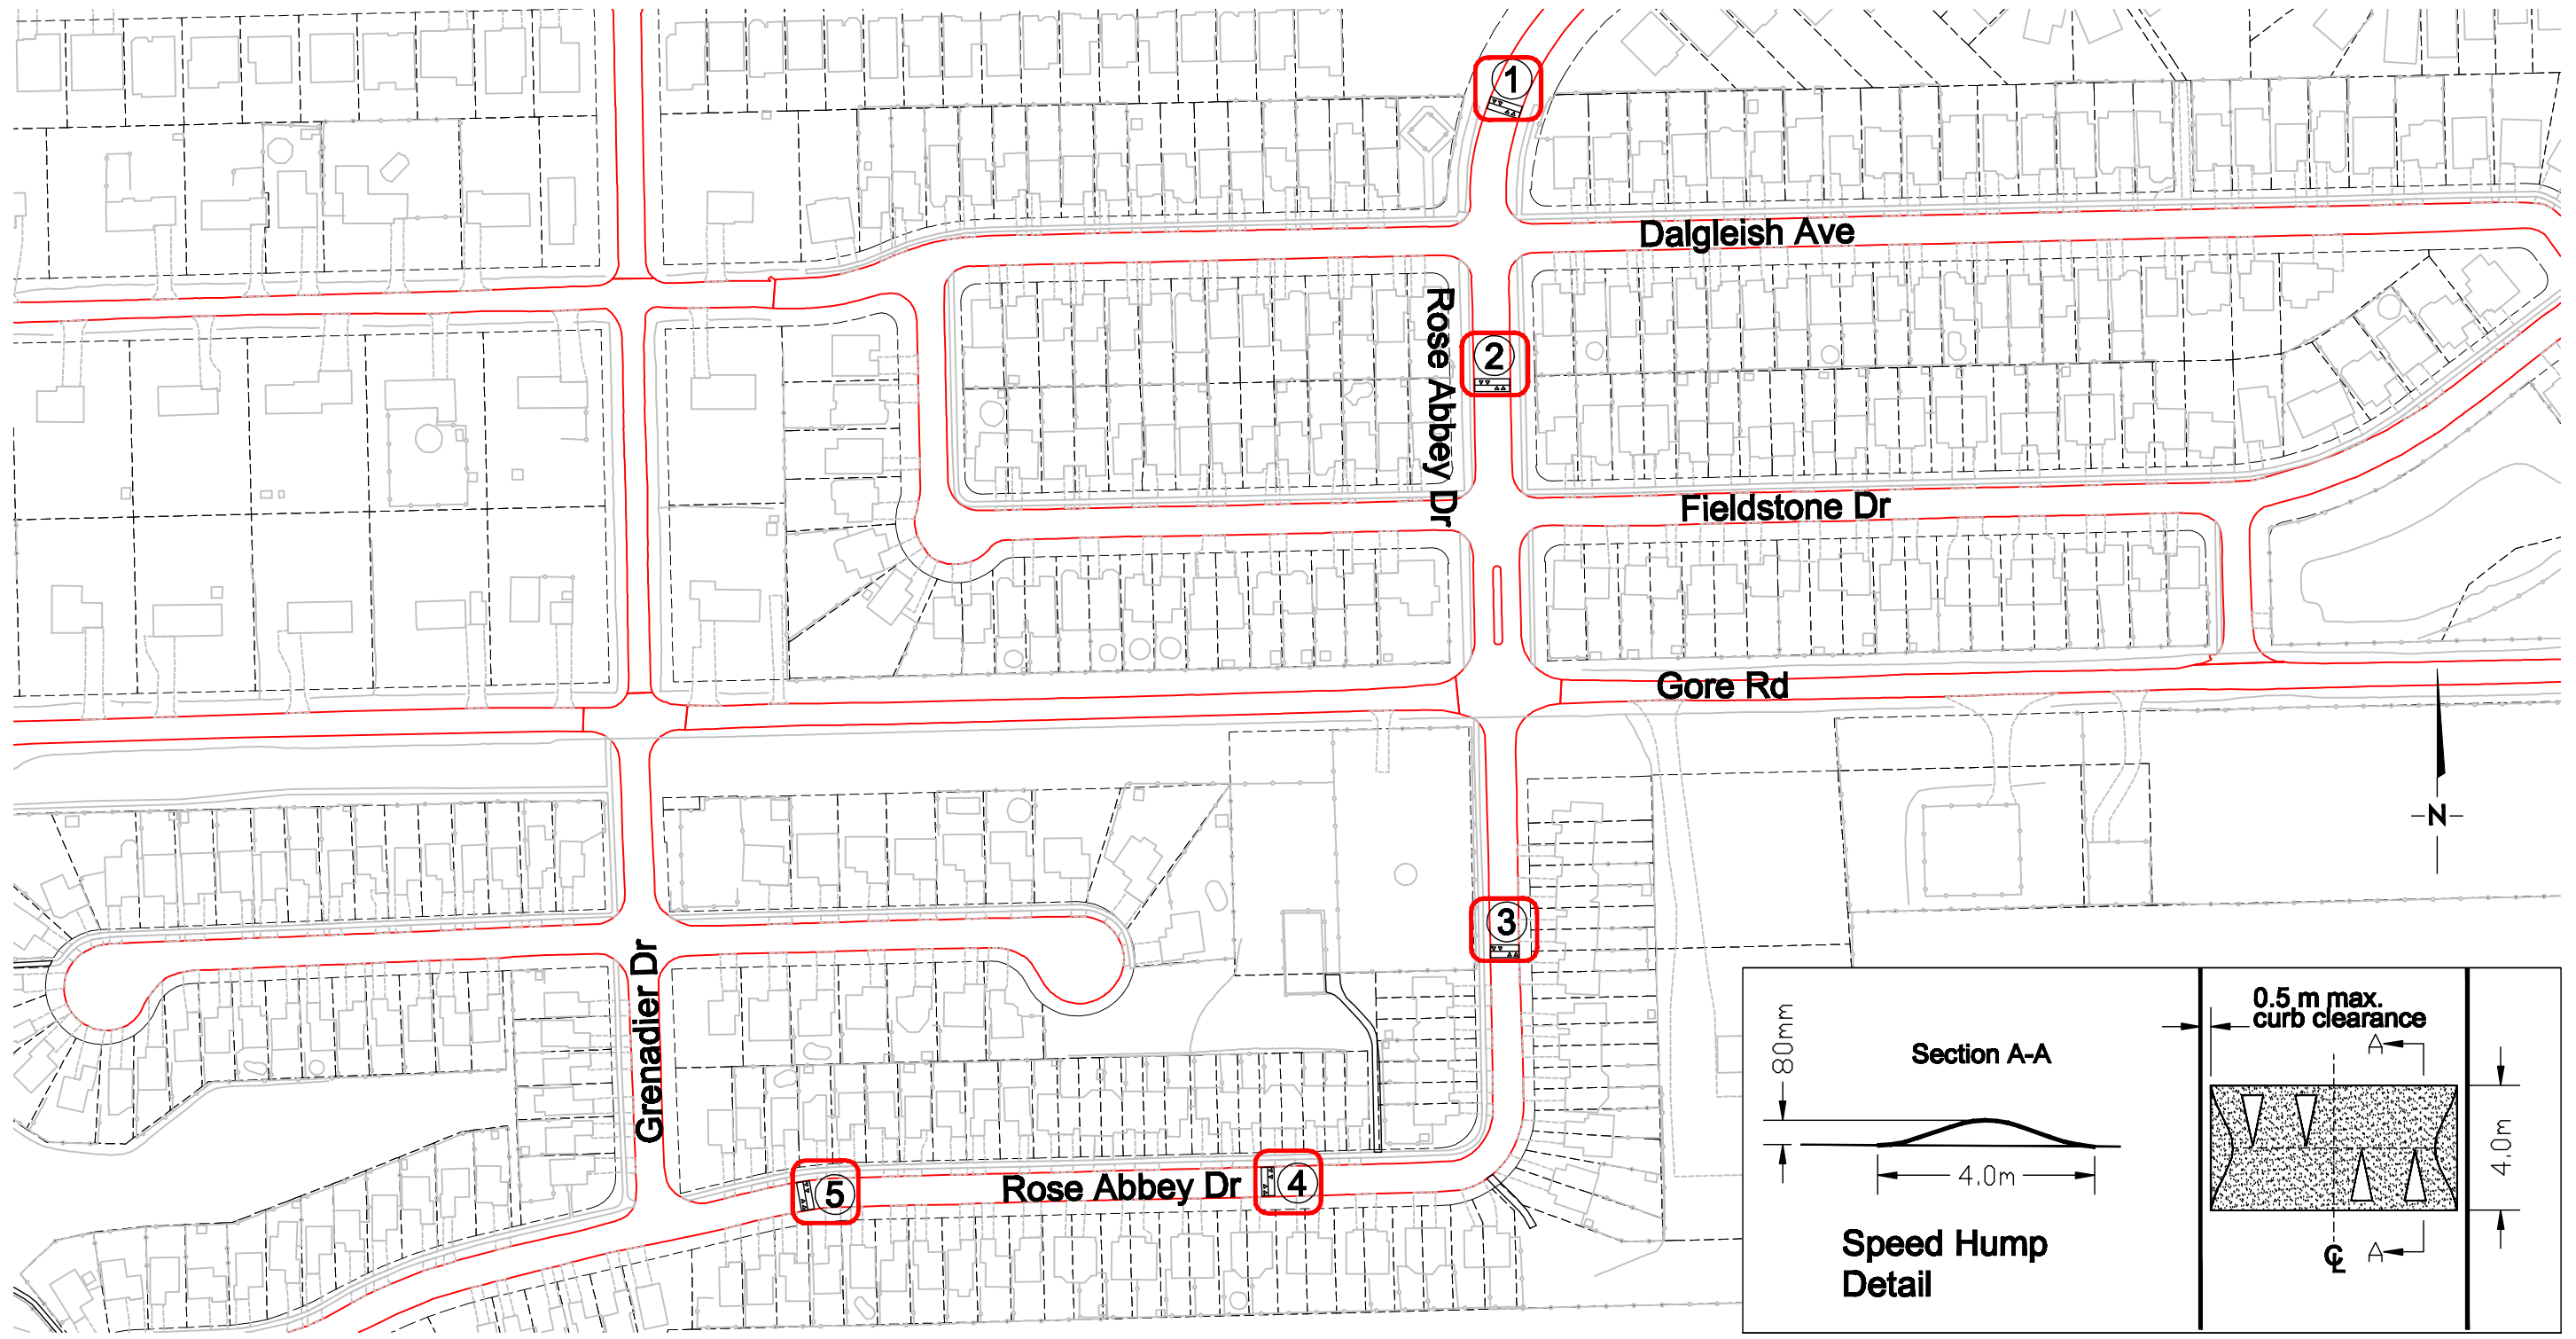 1
Dalgleish Ave
Rose Abbey Dr
2
Fieldstone Dr
Gore Rd
N
3
Grenadier Dr
5
Rose Abbey Dr
4
80mm
Section A-A
4.0m
Speed Hump
Detail
0.5 m max.
curb clearance
A
4.0m
℄
A